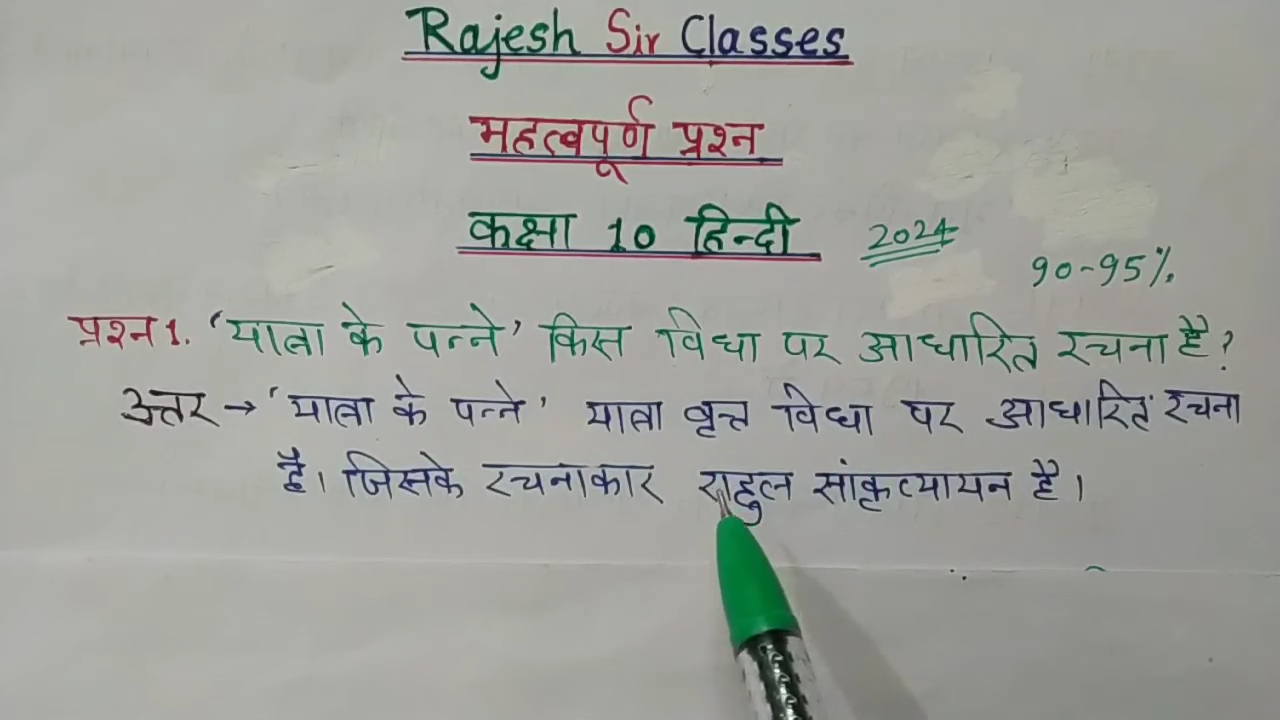 Rajesh Sir Classes
महत्वपूर्ण प्रश्न
कक्षा 10 हिन्दी 2024
90-95%
प्रश्न 1. 'यात्रा के पन्ने' किस विधा पर आधारित रचना है?
उत्तर → 'यात्रा के पन्ने' यात्रा वृत्त विधा पर आधारित रचना
है। जिसके रचनाकार राहुल सांकृत्यायन है।